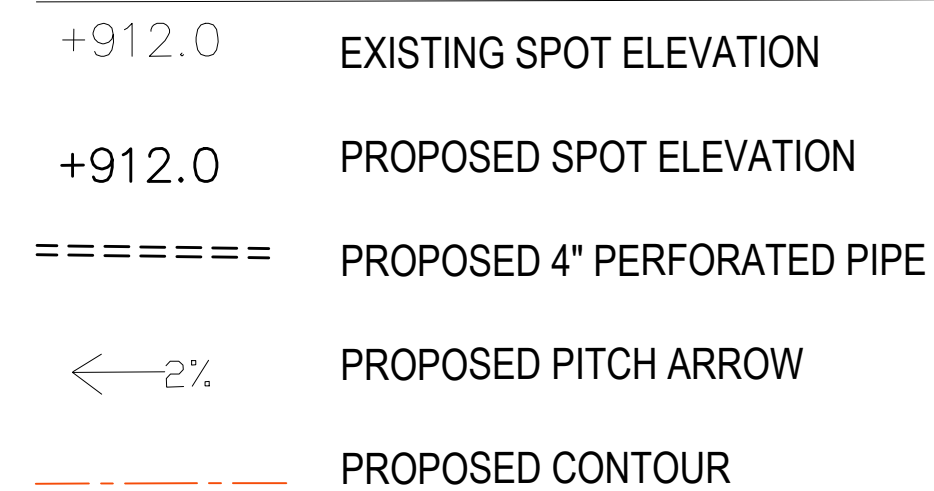 +912.0 EXISTING SPOT ELEVATION
+912.0 PROPOSED SPOT ELEVATION
PROPOSED 4" PERFORATED PIPE
2% PROPOSED PITCH ARROW
PROPOSED CONTOUR